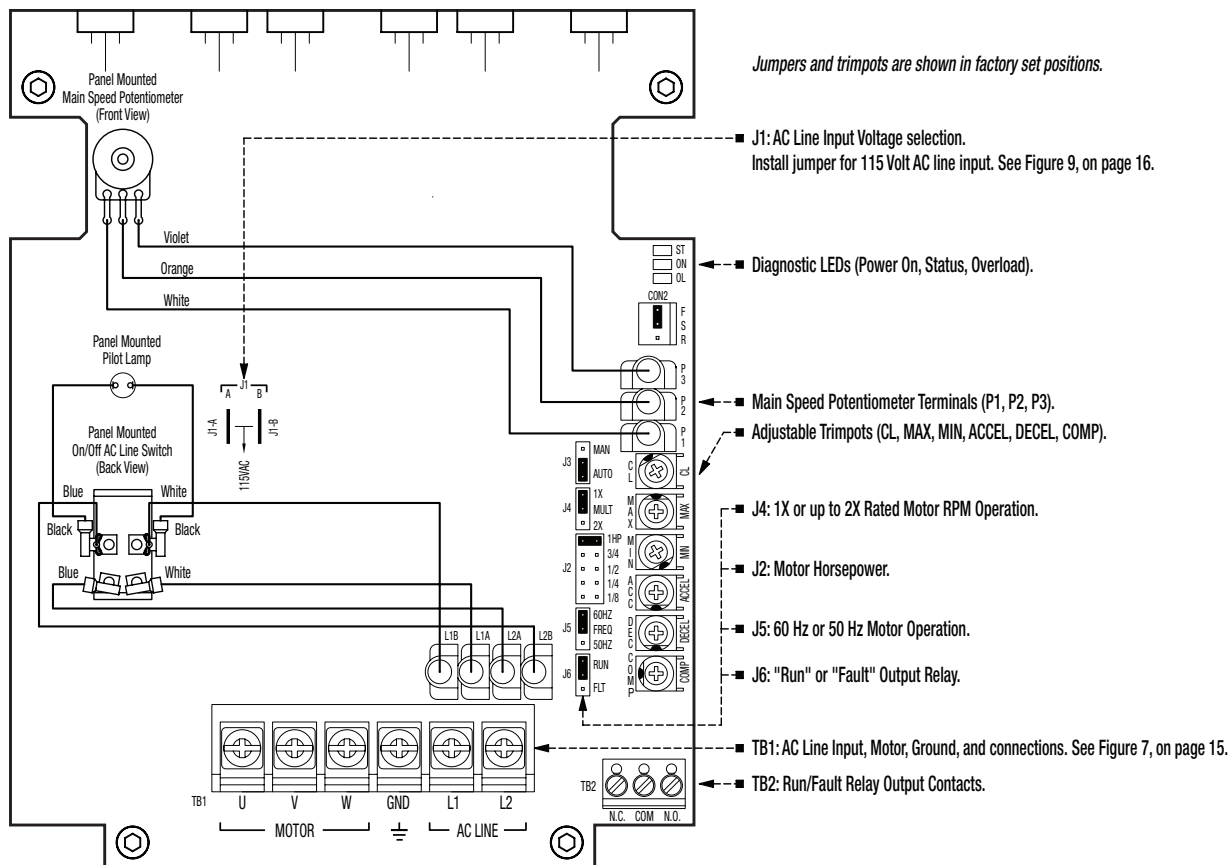 Jumpers and trimpots are shown in factory set positions.
Panel Mounted
Main Speed Potentiometer
(Front View)
J1: AC Line Input Voltage selection.
Install jumper for 115 Volt AC line input. See Figure 9, on page 16.
Violet
Orange
White
ST
ON
OL
Diagnostic LEDs (Power On, Status, Overload).
CON2
F
S
R
Panel Mounted
Pilot Lamp
J1
A
B
J1-A
J1-B
115VAC
P3
P2
P1
Main Speed Potentiometer Terminals (P1, P2, P3).
Adjustable Trimpots (CL, MAX, MIN, ACCEL, DECEL, COMP).
Panel Mounted
On/Off AC Line Switch
(Back View)
Blue
White
Black
Black
Blue
White
J3
MAN
AUTO
CL
CL
J4
1X
MULT
2X
MAX
MAX
J4: 1X or up to 2X Rated Motor RPM Operation.
J2
1HP
3/4
1/2
1/4
1/8
MIN
MIN
J2: Motor Horsepower.
ACC
ACCEL
J5
60HZ
FREQ
50HZ
DEC
DECEL
J5: 60 Hz or 50 Hz Motor Operation.
J6
RUN
FLT
COMP
COMP
J6: "Run" or "Fault" Output Relay.
L1B
L1A
L2A
L2B
TB1: AC Line Input, Motor, Ground, and connections. See Figure 7, on page 15.
TB2: Run/Fault Relay Output Contacts.
TB1
U
V
W
GND
L1
L2
MOTOR
AC LINE
TB2
N.C.
COM
N.O.